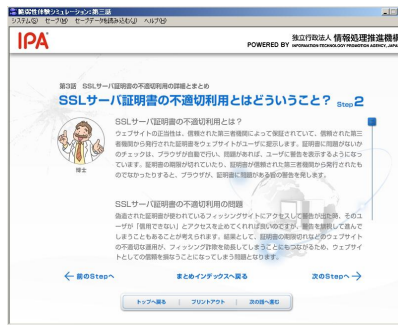 脆弱性体験シミュレーション：第三話
システム(S) セーブ(M) セーブデータを読み込む(J) ヘルプ(H)
IPA
独立行政法人 情報処理推進機構
POWERED BY INFORMATION-TECHNOLOGY PROMOTION AGENCY, JAPA
第3話 SSLサーバ証明書の不適切利用の詳細とまとめ
SSLサーバ証明書の不適切利用とはどういうこと？ Step 2
SSLサーバ証明書の不適切利用とは？
ウェブサイトの正当性は、信頼された第三者機関によって保証されていて、信頼された第三
者機関から発行された証明書をウェブサイトがユーザに提示します。証明書に問題がないか
のチェックは、ブラウザが自動で行い、問題があれば、ユーザに警告を表示するようになっ
ています。証明書の期限が切れていたり、証明書が信頼された第三者機関から発行されたも
のでなかったりすると、ブラウザが、証明書に問題がある旨の警告を発します。
博士
SSLサーバ証明書の不適切利用の問題
偽造された証明書が使われているフィッシングサイトにアクセスして警告が出た時、そのユ
ーザが「信用できない」とアクセスを止めてくれれば良いのですが、警告を無視して進んで
しまうこともあることが考えられます。結果として、証明書の期限切れなどのウェブサイト
の不適切な運用が、フィッシング詐欺を助長してしまうことにもつながるため、ウェブサイ
トとしての信頼を損なうことになってしまう問題となります。
← 前のStepへ まとめインデックスへ戻る 次のStepへ →
トップへ戻る プリントアウト 次の話へ進む